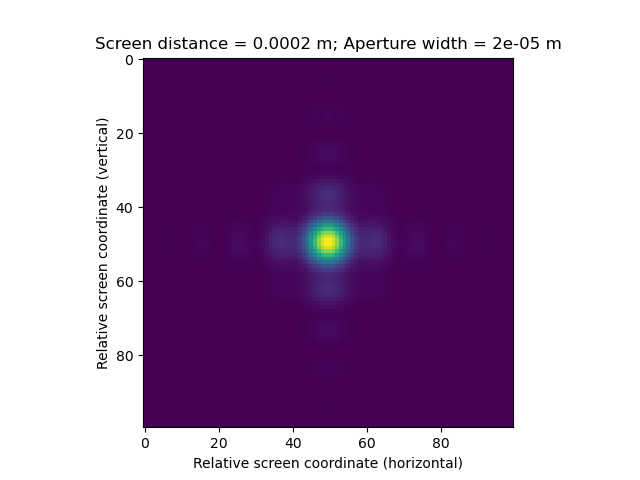 Screen distance = 0.0002 m; Aperture width = 2e-05 m
Relative screen coordinate (vertical)
0
20
40
60
80
0 20 40 60 80
Relative screen coordinate (horizontal)